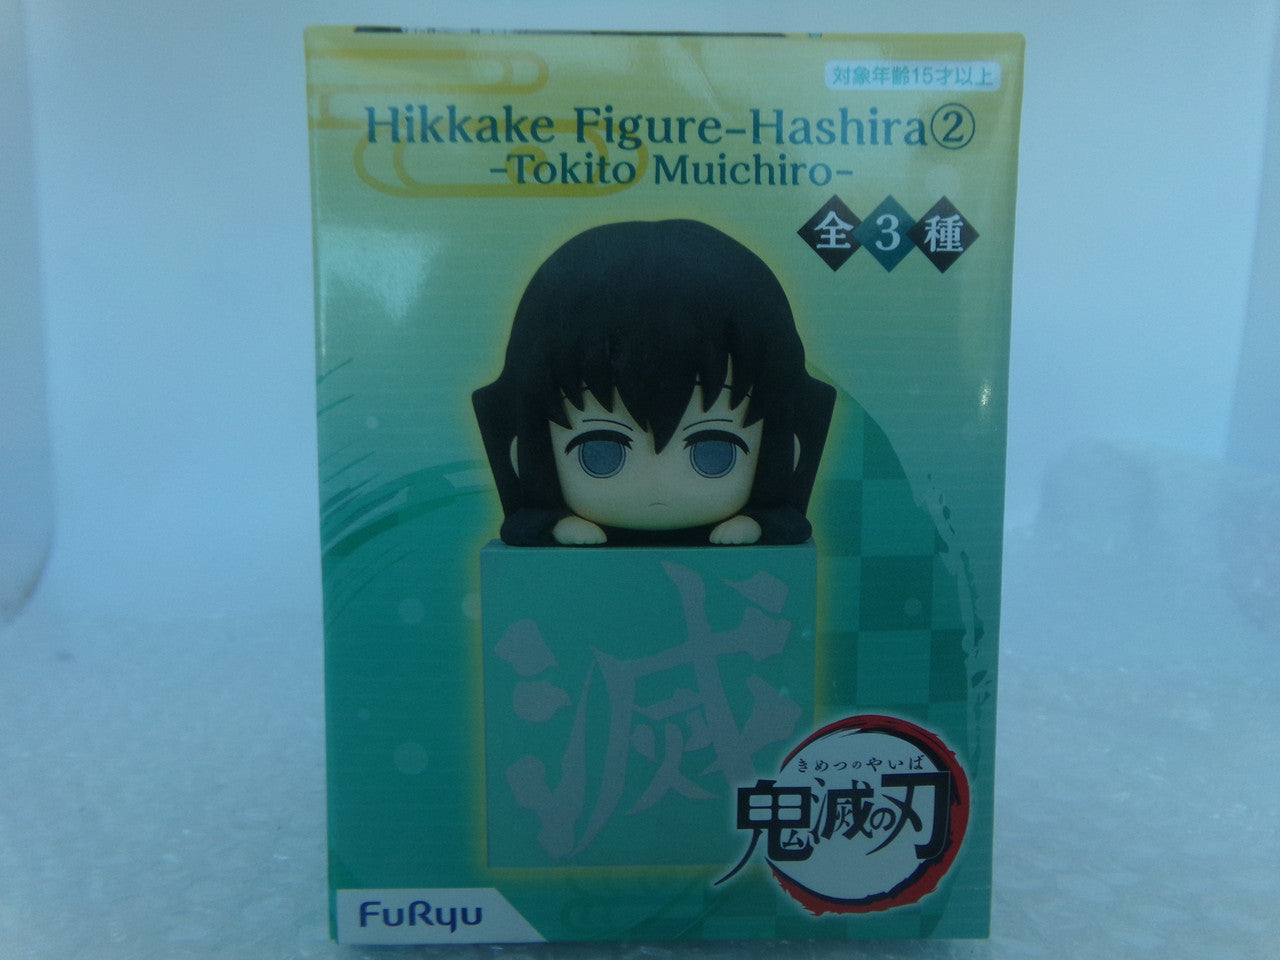 対象年齢15才以上
Hikkake Figure-Hashira②
-Tokito Muichiro-
全3種
滅
きめつのやいば
鬼滅の刃
FuRyu